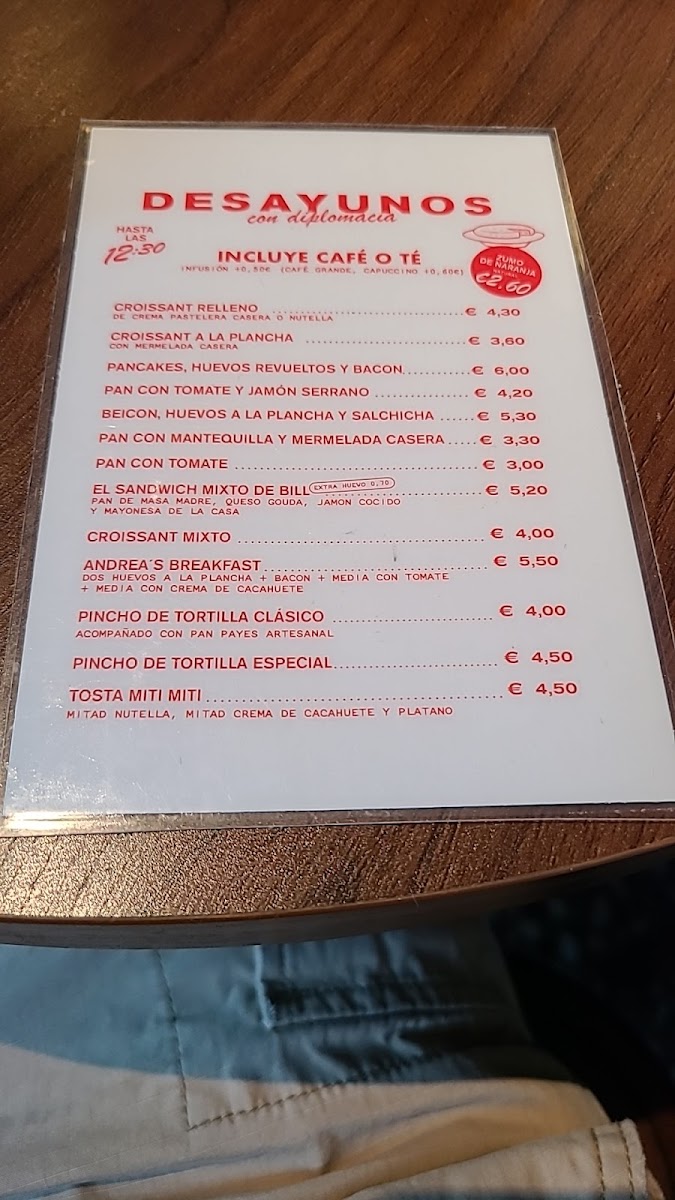 DESAYUNOS
con diplomacia
HASTA
LAS
12:30
INCLUYE CAFÉ O TÉ
INFUSIÓN +0,50€ (CAFÉ GRANDE, CAPUCCINO +0,60€)
ZUMO
DE NARANJA
NATURAL
€2.60
CROISSANT RELLENO € 4,30
DE CREMA PASTELERA CASERA O NUTELLA
CROISSANT A LA PLANCHA € 3,60
CON MERMELADA CASERA
PANCAKES, HUEVOS REVUELTOS Y BACON € 6,00
PAN CON TOMATE Y JAMÓN SERRANO € 4,20
BEICON, HUEVOS A LA PLANCHA Y SALCHICHA € 5,30
PAN CON MANTEQUILLA Y MERMELADA CASERA € 3,30
PAN CON TOMATE € 3,00
EL SANDWICH MIXTO DE BILL EXTRA HUEVO 0,70 € 5,20
PAN DE MASA MADRE, QUESO GOUDA, JAMON COCIDO
Y MAYONESA DE LA CASA
CROISSANT MIXTO € 4,00
ANDREA´S BREAKFAST € 5,50
DOS HUEVOS A LA PLANCHA + BACON + MEDIA CON TOMATE
+ MEDIA CON CREMA DE CACAHUETE
PINCHO DE TORTILLA CLÁSICO € 4,00
ACOMPAÑADO CON PAN PAYES ARTESANAL
PINCHO DE TORTILLA ESPECIAL € 4,50
TOSTA MITI MITI € 4,50
MITAD NUTELLA, MITAD CREMA DE CACAHUETE Y PLATANO